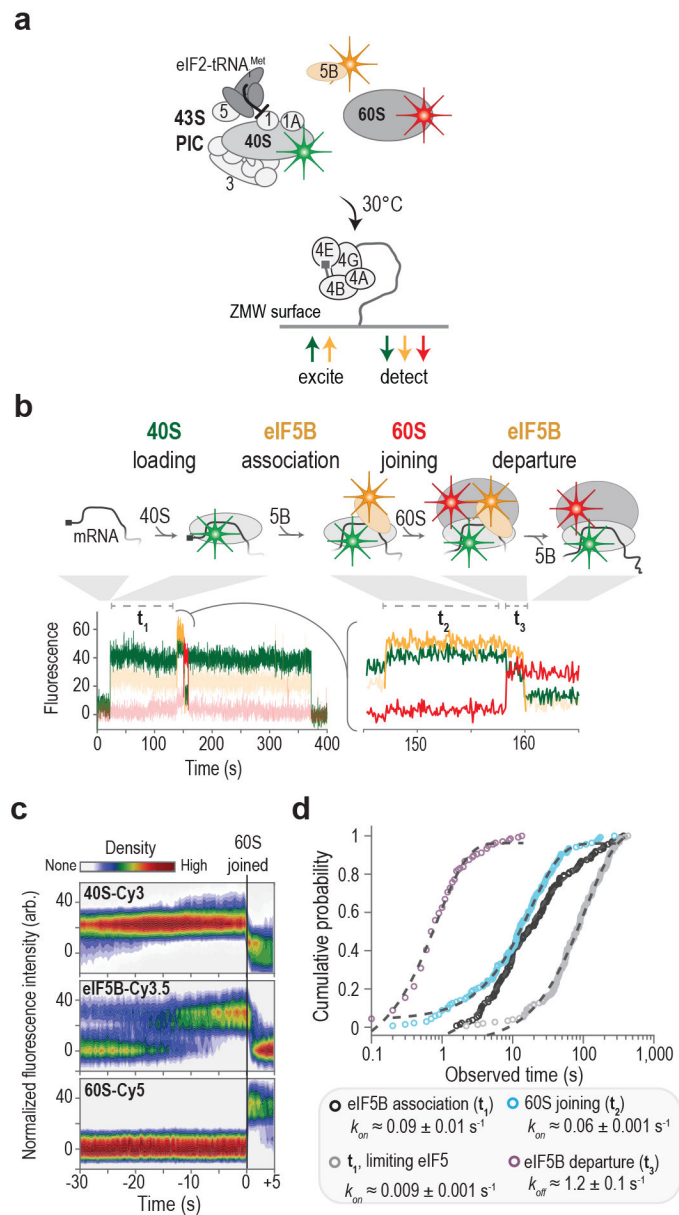 a
eIF2-tRNAiMet
5B
43S
5
1
1A
60S
PIC
40S
3
30°C
4E
4G
4A
4B
ZMW surface
excite
detect
b
40S
eIF5B
60S
eIF5B
loading
association
joining
departure
mRNA
40S
5B
60S
5B
t1
t2
t3
Fluorescence
60
40
20
0
0
100
200
300
400
Time (s)
150
160
c
Density
None
High
60S
joined
Normalized fluorescence intensity (arb.)
40S-Cy3
40
0
eIF5B-Cy3.5
40
0
60S-Cy5
40
0
-30
-20
-10
0
+5
Time (s)
d
Cumulative probability
1
0.8
0.6
0.4
0.2
0
0.1
1
10
100
1,000
Observed time (s)
eIF5B association (t1)
kon ≈ 0.09 ± 0.01 s-1
60S joining (t2)
kon ≈ 0.06 ± 0.001 s-1
t1, limiting eIF5
kon ≈ 0.009 ± 0.001 s-1
eIF5B departure (t3)
koff ≈ 1.2 ± 0.1 s-1